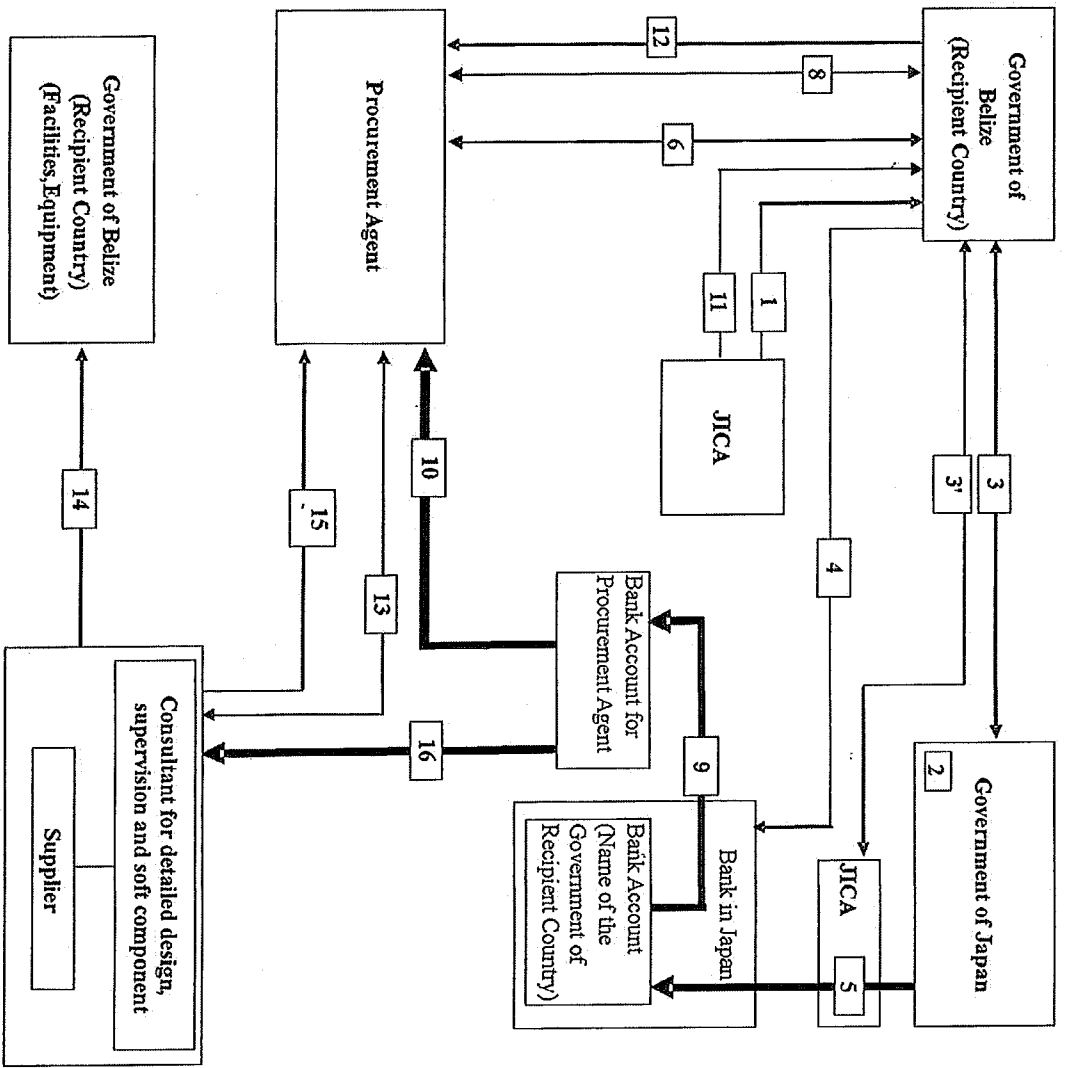 Government of
Belize
(Recipient Country)
3
3'
Government of Japan
2
1
11
JICA
4
JICA
5
Bank in Japan
Bank Account
(Name of the
Government of
Recipient Country)
12
8
6
9
Bank Account for
Procurement Agent
Procurement Agent
10
13
15
16
Government of Belize
(Recipient Country)
(Facilities,Equipment)
14
Consultant for detailed design,
supervision and soft component
Supplier